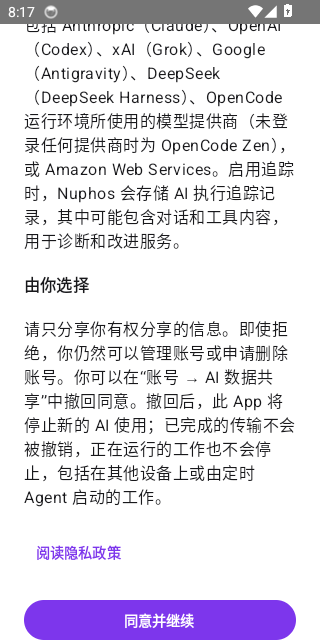 8:17
包括 Anthropic（Claude）、OpenAI
（Codex）、xAI（Grok）、Google
（Antigravity）、DeepSeek
（DeepSeek Harness）、OpenCode
运行环境所使用的模型提供商（未登
录任何提供商时为 OpenCode Zen），
或 Amazon Web Services。启用追踪
时，Nuphos 会存储 AI 执行追踪记
录，其中可能包含对话和工具内容，
用于诊断和改进服务。
由你选择
请只分享你有权分享的信息。即使拒
绝，你仍然可以管理账号或申请删除
账号。你可以在“账号 → AI 数据共
享”中撤回同意。撤回后，此 App 将
停止新的 AI 使用；已完成的传输不会
被撤销，正在运行的工作也不会停
止，包括在其他设备上或由定时
Agent 启动的工作。
阅读隐私政策
同意并继续